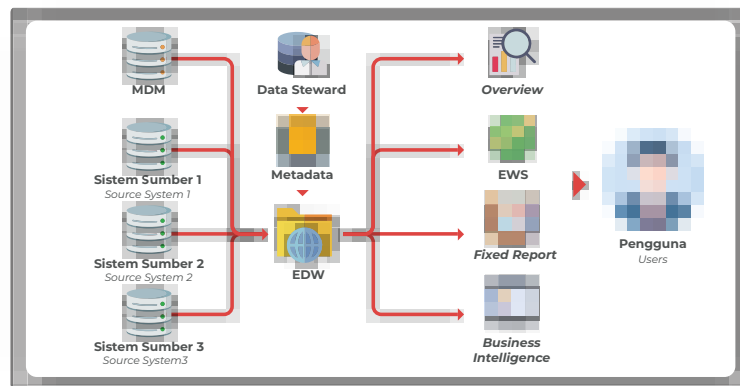 MDM
Data Steward
Overview
Metadata
EWS
Sistem Sumber 1
Source System 1
Sistem Sumber 2
Source System 2
EDW
Fixed Report
Pengguna
Users
Sistem Sumber 3
Source System3
Business
Intelligence